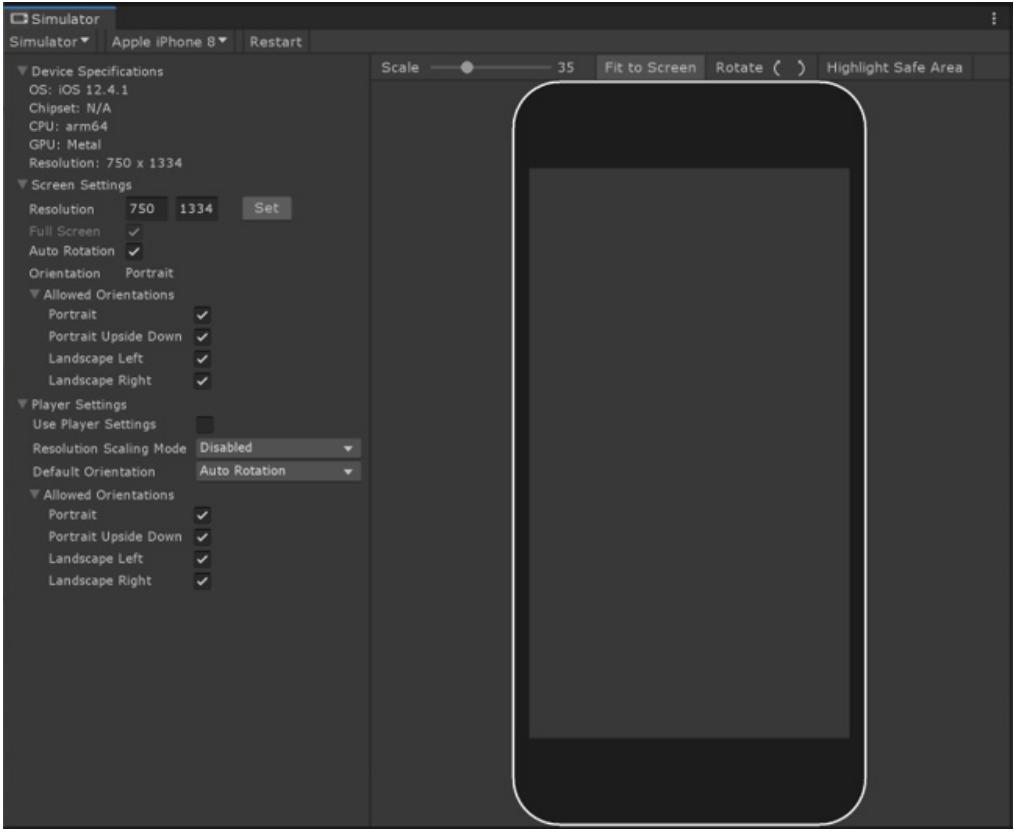 Simulator
Simulator Apple iPhone 8 Restart
Scale 35 Fit to Screen Rotate Highlight Safe Area
Device Specifications
OS: iOS 12.4.1
Chipset: N/A
CPU: arm64
GPU: Metal
Resolution: 750 x 1334
Screen Settings
Resolution 750 1334 Set
Full Screen
Auto Rotation
Orientation Portrait
Allowed Orientations
Portrait
Portrait Upside Down
Landscape Left
Landscape Right
Player Settings
Use Player Settings
Resolution Scaling Mode Disabled
Default Orientation Auto Rotation
Allowed Orientations
Portrait
Portrait Upside Down
Landscape Left
Landscape Right